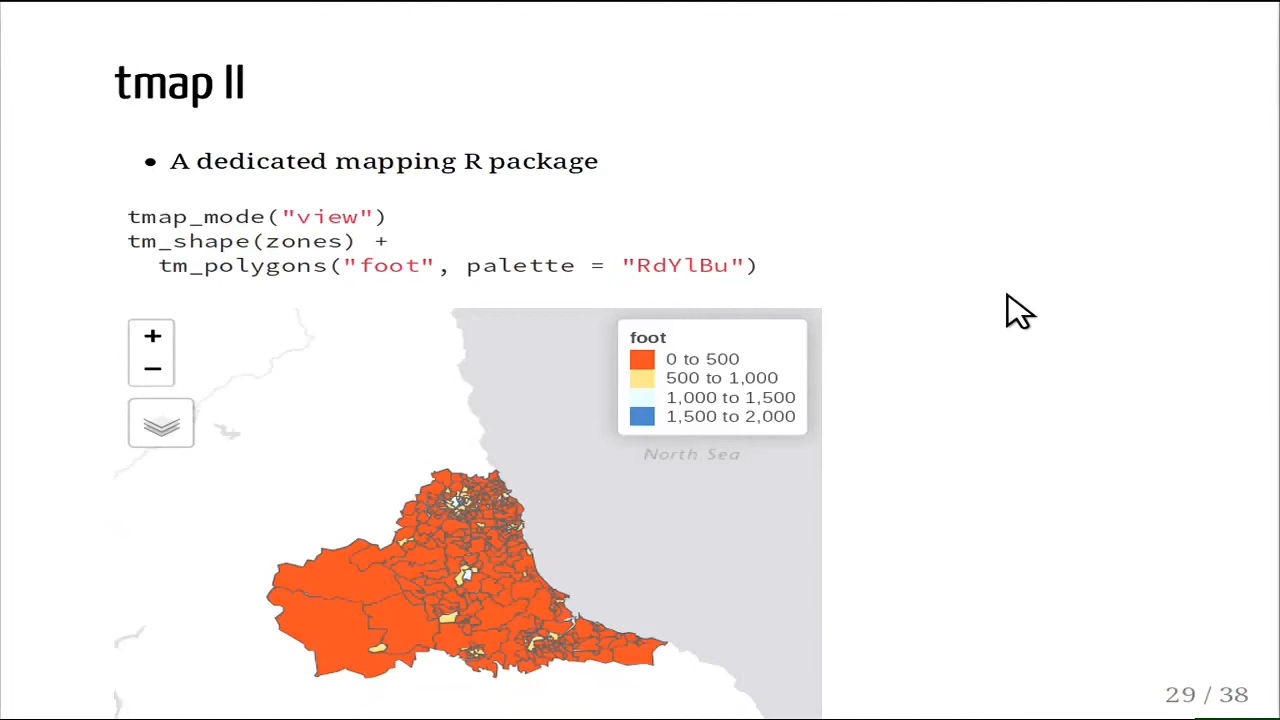 tmap II
• A dedicated mapping R package
tmap_mode("view")
tm_shape(zones) +
tm_polygons("foot", palette = "RdYlBu")
+
−
foot
0 to 500
500 to 1,000
1,000 to 1,500
1,500 to 2,000
North Sea
29 / 38